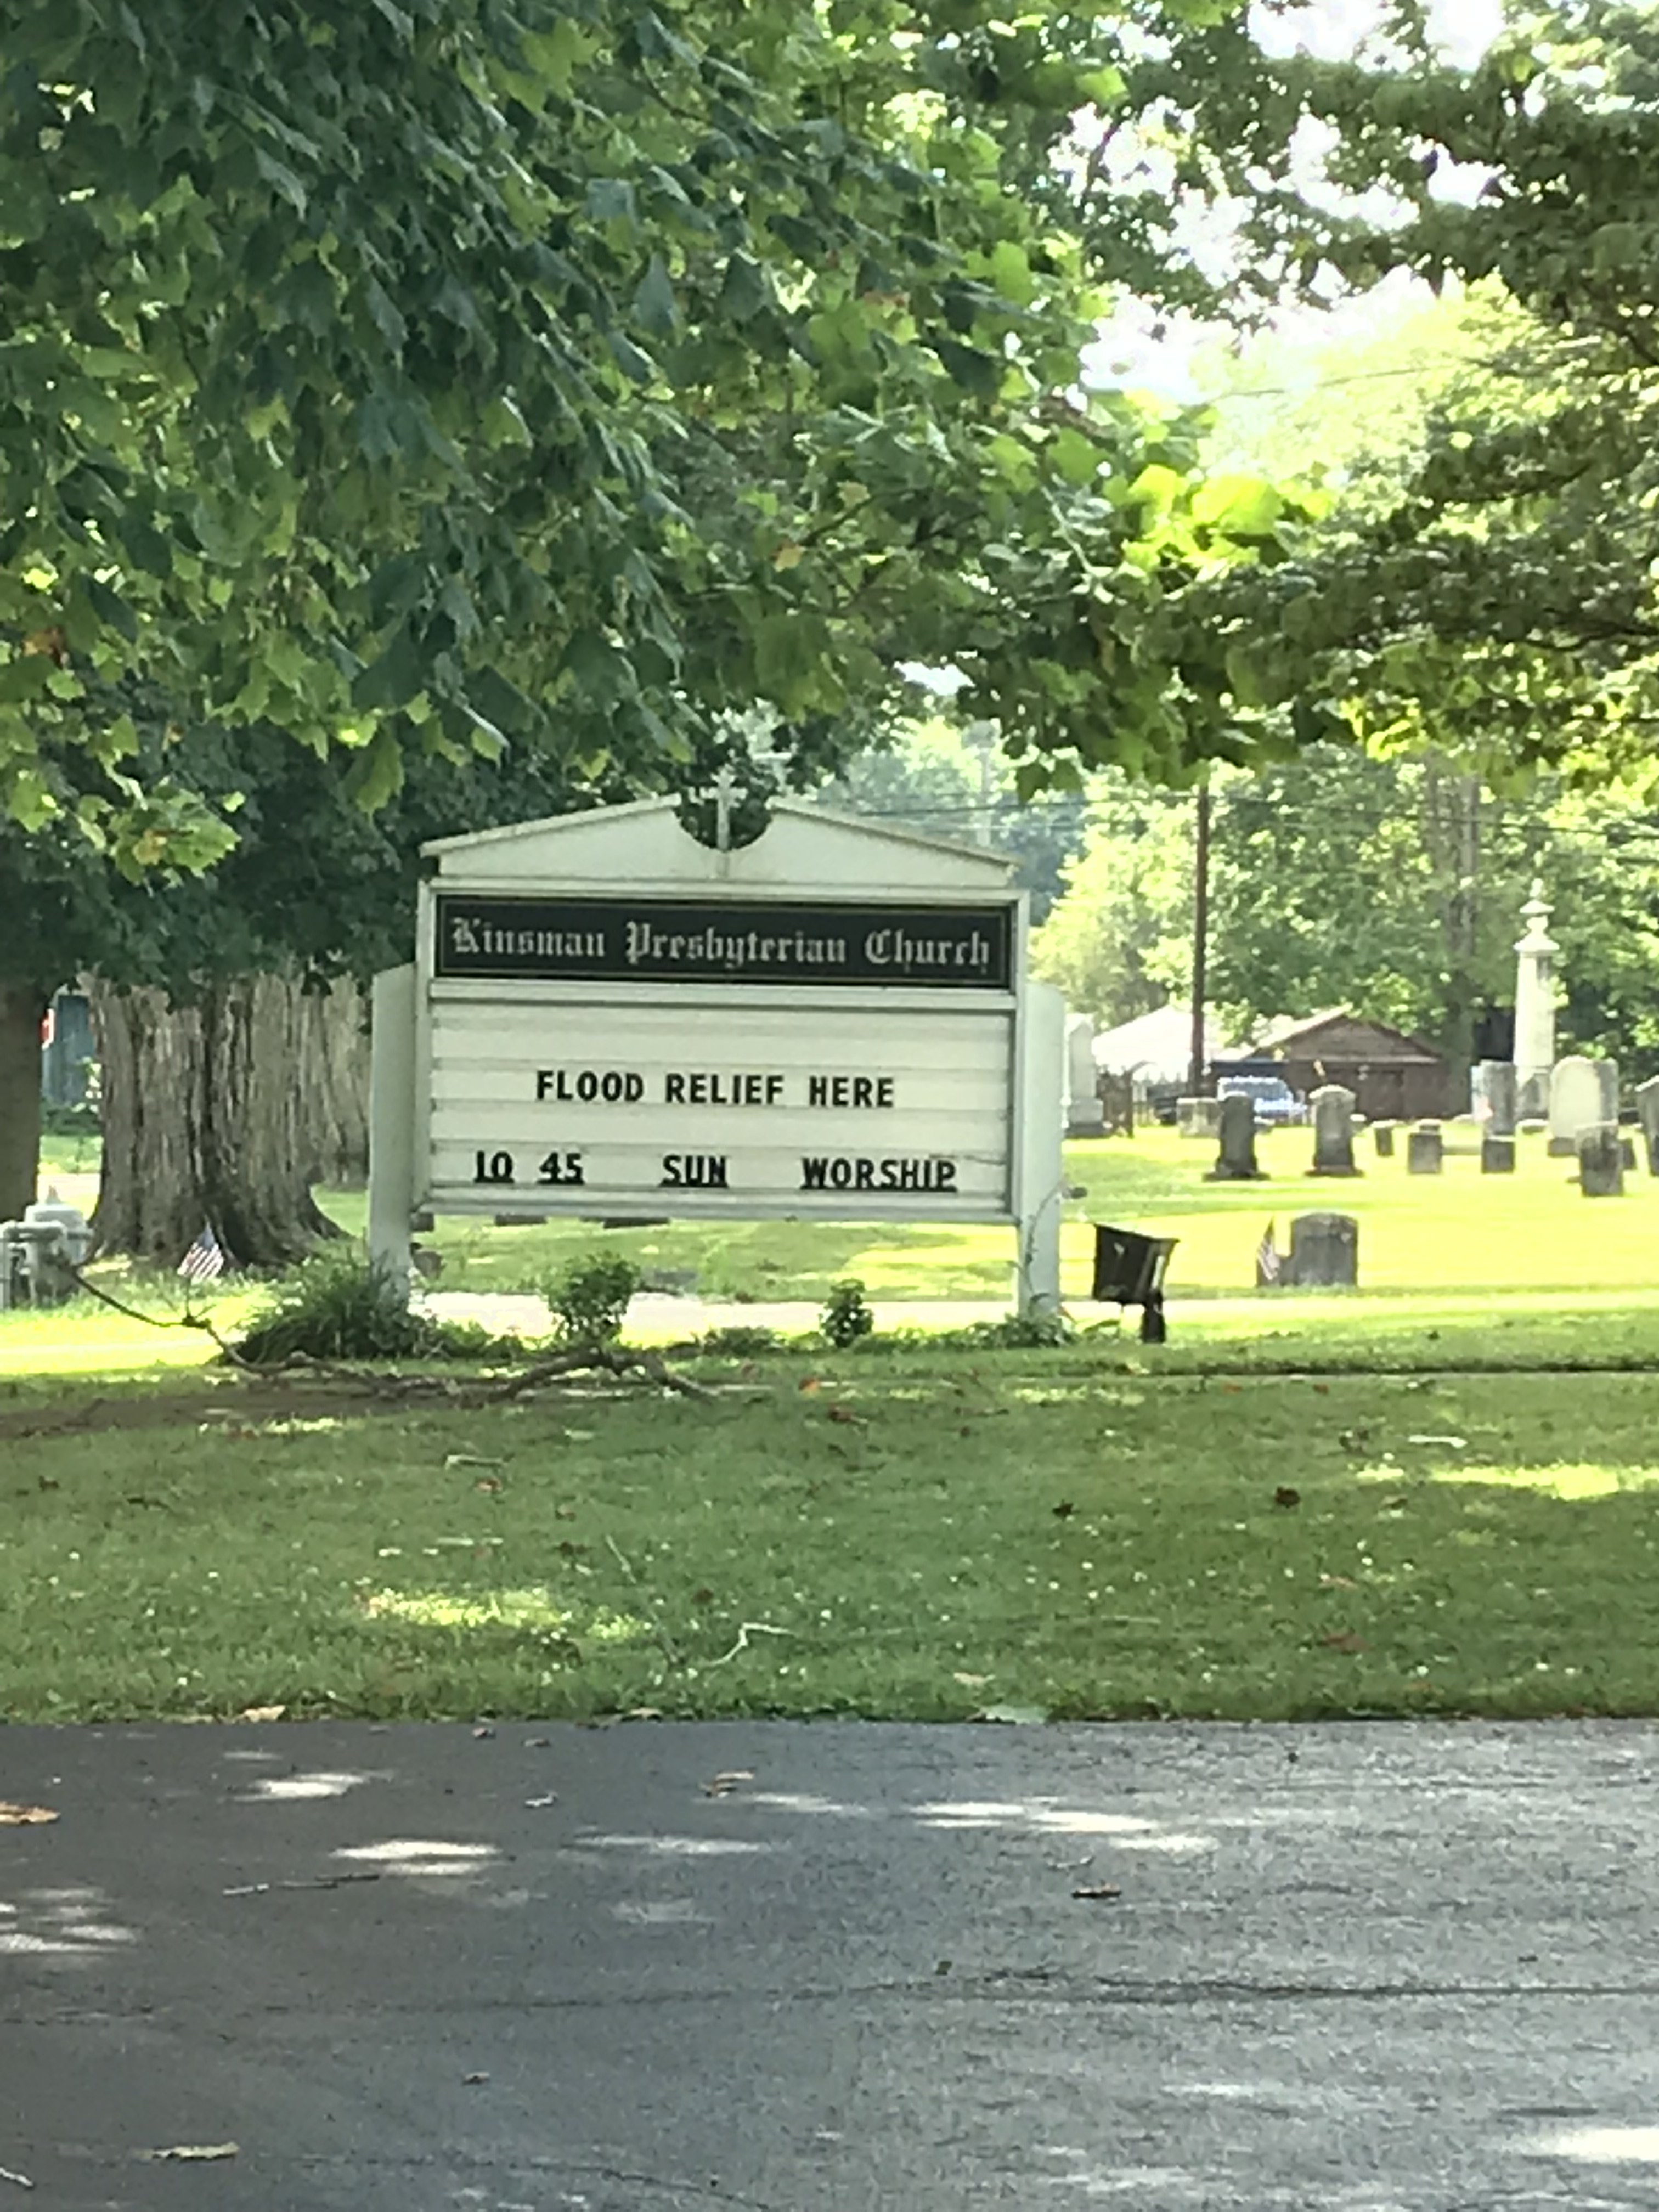 Kinsman Presbyterian Church
FLOOD RELIEF HERE
10 45 SUN WORSHIP